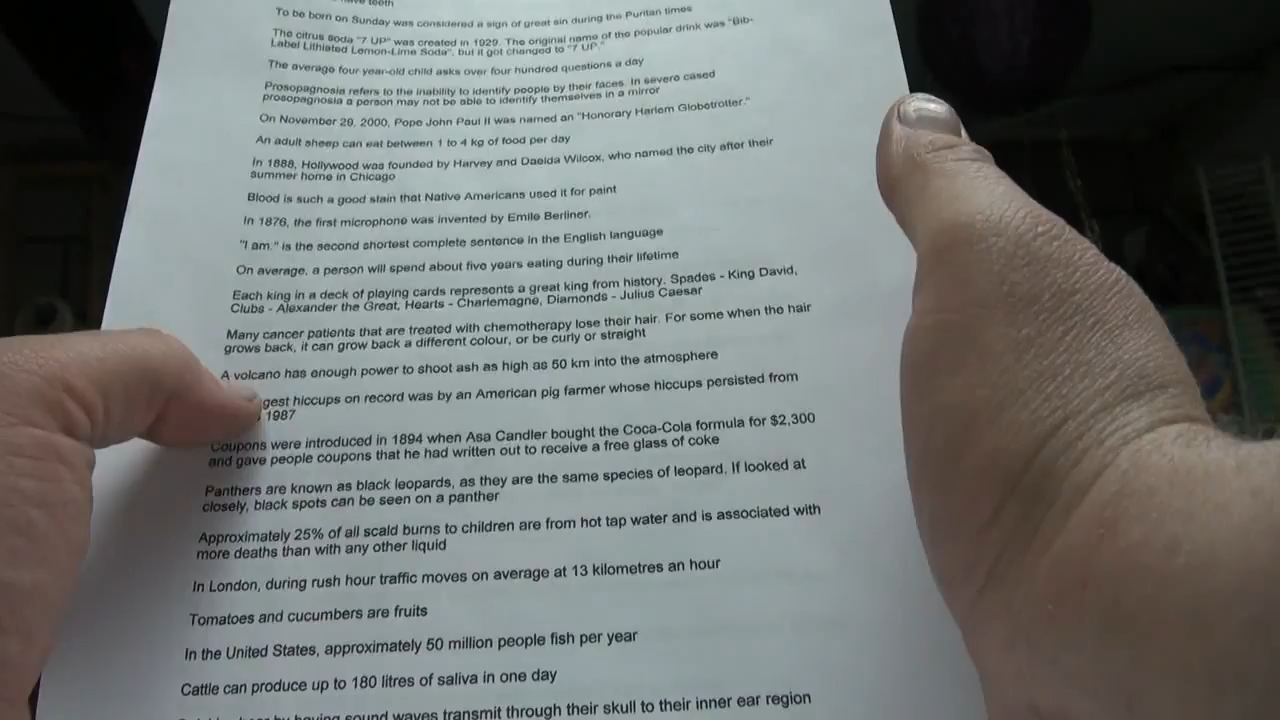 teeth
To be born on Sunday was considered a sign of great sin during the Puritan times
The citrus soda "7 UP" was created in 1929. The original name of the popular drink was "Bib-
Label Lithiated Lemon-Lime Soda", but it got changed to "7 UP."
The average four year-old child asks over four hundred questions a day
Prosopagnosia refers to the inability to identify people by their faces. In severe cased
prosopagnosia a person may not be able to identify themselves in a mirror
On November 29, 2000, Pope John Paul II was named an "Honorary Harlem Globetrotter."
An adult sheep can eat between 1 to 4 kg of food per day
In 1888, Hollywood was founded by Harvey and Daeida Wilcox, who named the city after their
summer home in Chicago
Blood is such a good stain that Native Americans used it for paint
In 1876, the first microphone was invented by Emile Berliner.
"I am." is the second shortest complete sentence in the English language
On average, a person will spend about five years eating during their lifetime
Each king in a deck of playing cards represents a great king from history. Spades - King David,
Clubs - Alexander the Great, Hearts - Charlemagne, Diamonds - Julius Caesar
Many cancer patients that are treated with chemotherapy lose their hair. For some when the hair
grows back, it can grow back a different colour, or be curly or straight
A volcano has enough power to shoot ash as high as 50 km into the atmosphere
gest hiccups on record was by an American pig farmer whose hiccups persisted from
1987
Coupons were introduced in 1894 when Asa Candler bought the Coca-Cola formula for $2,300
and gave people coupons that he had written out to receive a free glass of coke
Panthers are known as black leopards, as they are the same species of leopard. If looked at
closely, black spots can be seen on a panther
Approximately 25% of all scald burns to children are from hot tap water and is associated with
more deaths than with any other liquid
In London, during rush hour traffic moves on average at 13 kilometres an hour
Tomatoes and cucumbers are fruits
In the United States, approximately 50 million people fish per year
Cattle can produce up to 180 litres of saliva in one day
by having sound waves transmit through their skull to their inner ear region